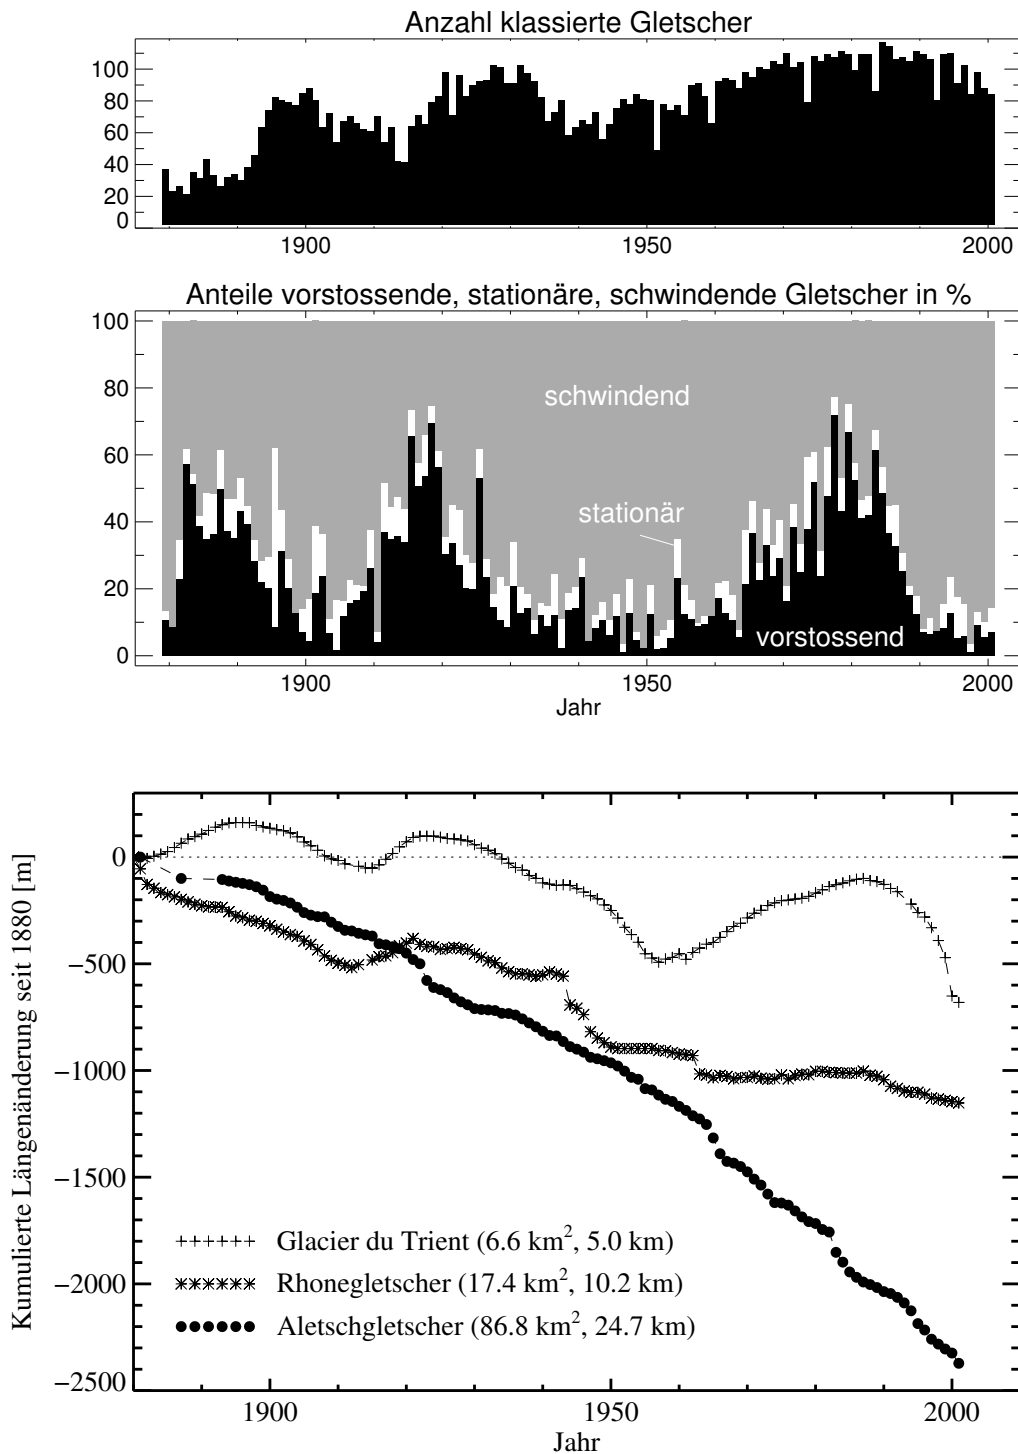 Anzahl klassierte Gletscher
100
80
60
40
20
0
1900 1950 2000
Anteile vorstossende, stationäre, schwindende Gletscher in %
100
80
60
40
20
0
schwindend
stationär
vorstossend
1900 1950 2000
Jahr
Kumulierte Längenänderung seit 1880 [m]
0
−500
−1000
−1500
−2000
−2500
Glacier du Trient (6.6 km², 5.0 km)
Rhonegletscher (17.4 km², 10.2 km)
Aletschgletscher (86.8 km², 24.7 km)
1900 1950 2000
Jahr